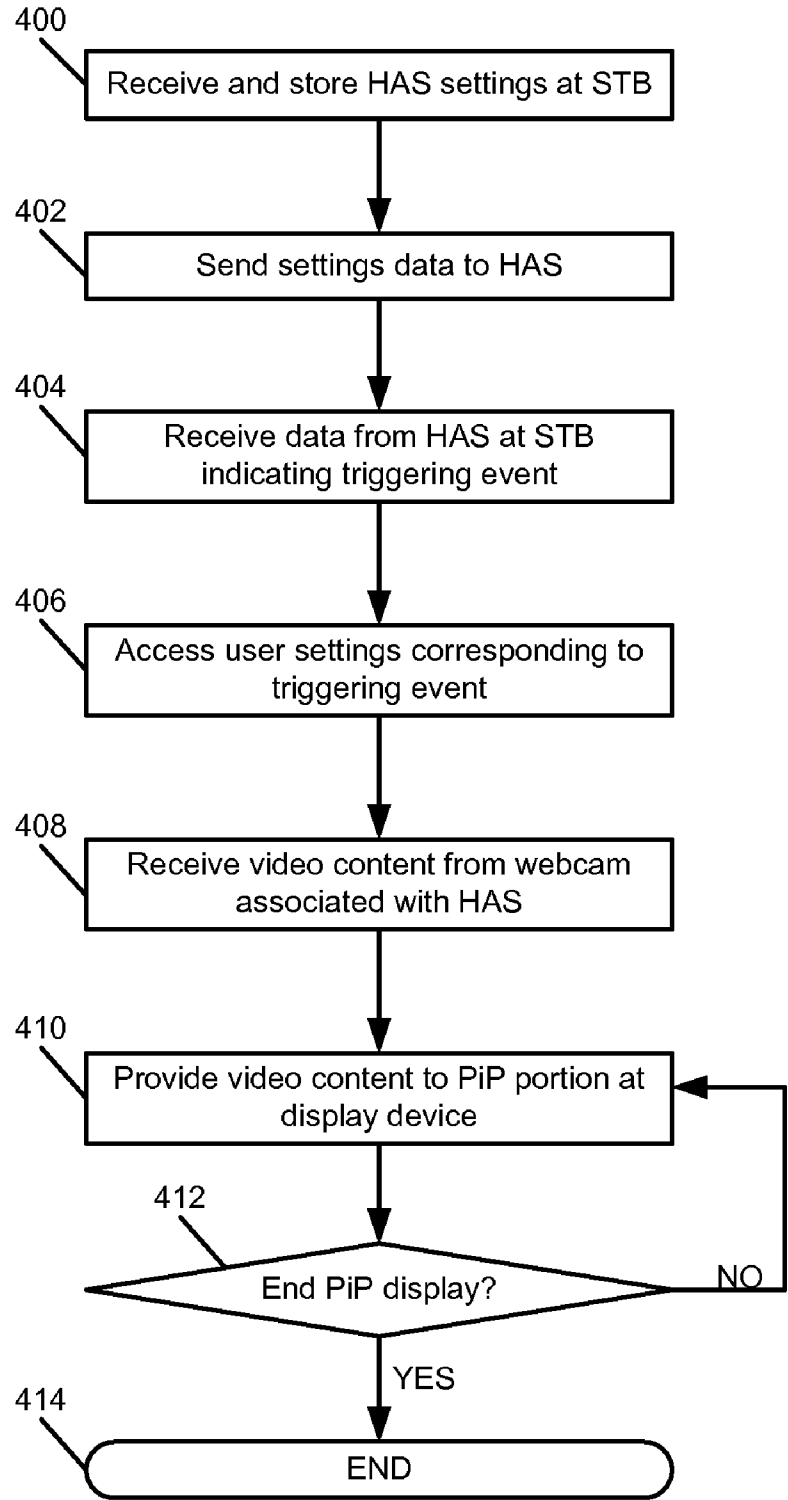 400
Receive and store HAS settings at STB
402
Send settings data to HAS
404
Receive data from HAS at STB
indicating triggering event
406
Access user settings corresponding to
triggering event
408
Receive video content from webcam
associated with HAS
410
Provide video content to PiP portion at
display device
412
End PiP display?
NO
YES
414
END